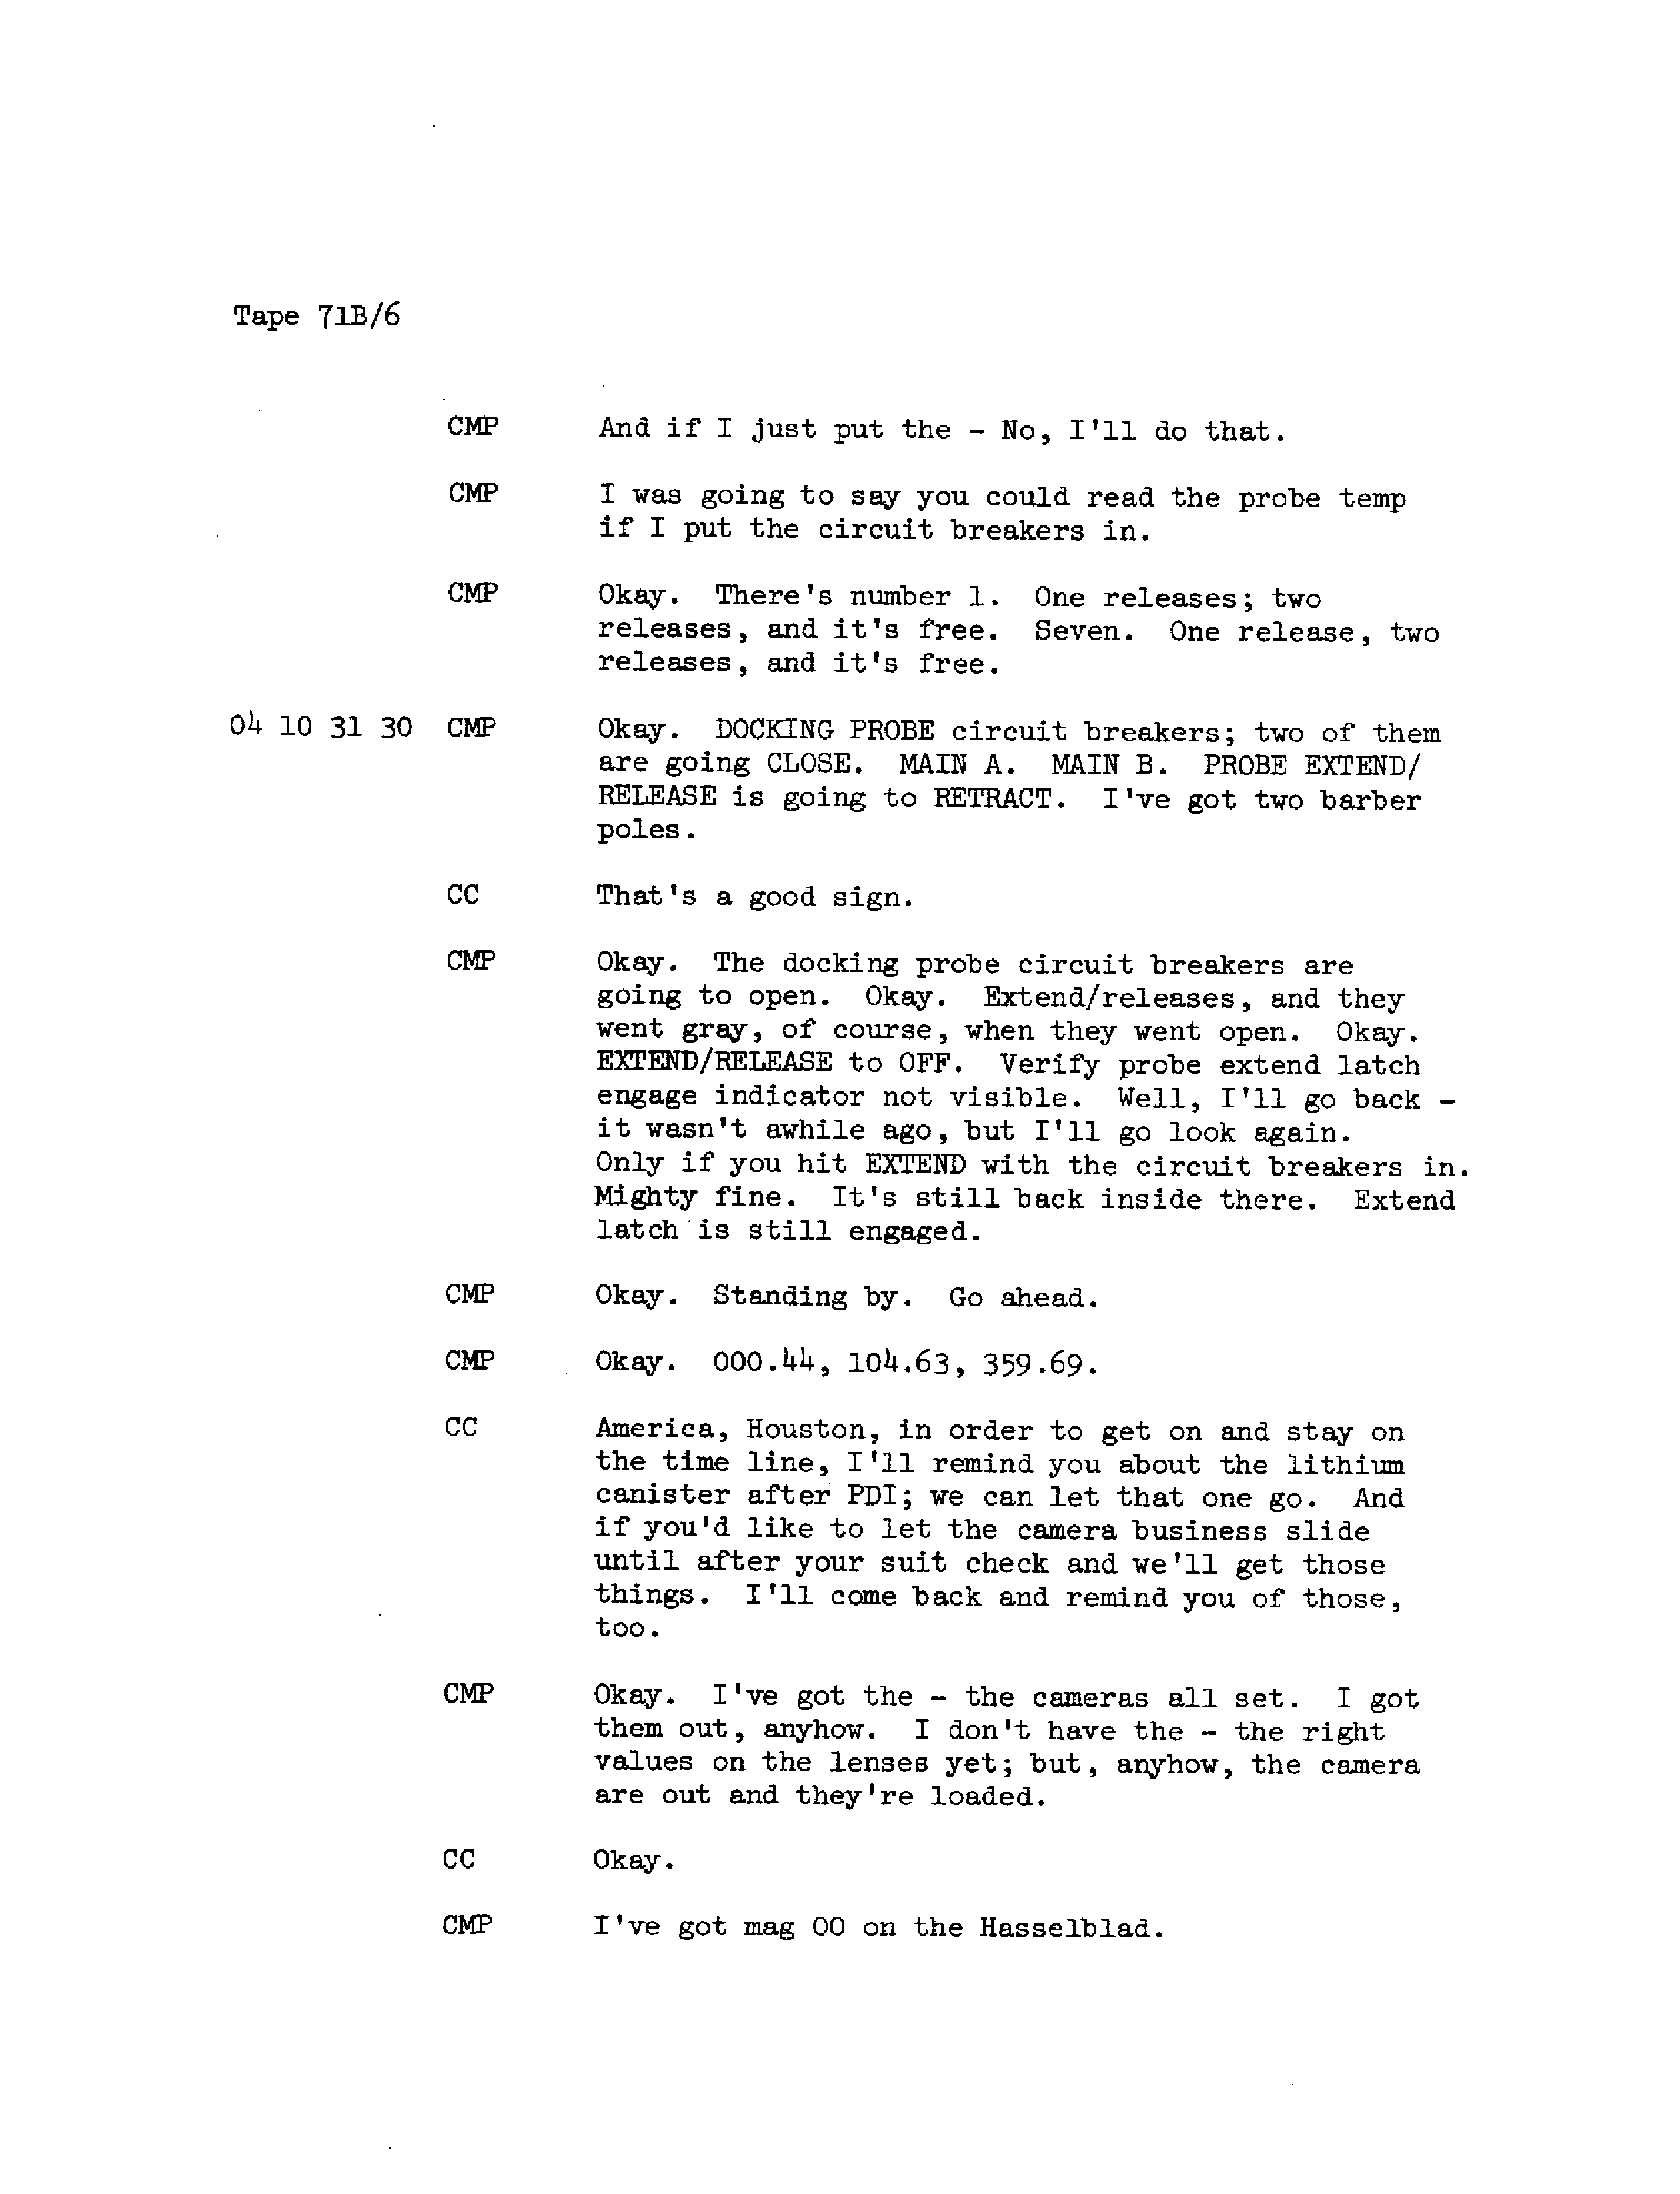 Tape 71B/6
CMP And if I just put the - No, I'll do that.
CMP I was going to say you could read the probe temp
if I put the circuit breakers in.
CMP Okay. There's number 1. One releases; two
releases, and it's free. Seven. One release, two
releases, and it's free.
04 10 31 30 CMP Okay. DOCKING PROBE circuit breakers; two of them
are going CLOSE. MAIN A. MAIN B. PROBE EXTEND/
RELEASE is going to RETRACT. I've got two barber
poles.
CC That's a good sign.
CMP Okay. The docking probe circuit breakers are
going to open. Okay. Extend/releases, and they
went gray, of course, when they went open. Okay.
EXTEND/RELEASE to OFF. Verify probe extend latch
engage indicator not visible. Well, I'll go back -
it wasn't awhile ago, but I'll go look again.
Only if you hit EXTEND with the circuit breakers in.
Mighty fine. It's still back inside there. Extend
latch is still engaged.
CMP Okay. Standing by. Go ahead.
CMP Okay. 000.44, 104.63, 359.69.
CC America, Houston, in order to get on and stay on
the time line, I'll remind you about the lithium
canister after PDI; we can let that one go. And
if you'd like to let the camera business slide
until after your suit check and we'll get those
things. I'll come back and remind you of those,
too.
CMP Okay. I've got the - the cameras all set. I got
them out, anyhow. I don't have the - the right
values on the lenses yet; but, anyhow, the camera
are out and they're loaded.
CC Okay.
CMP I've got mag OO on the Hasselblad.